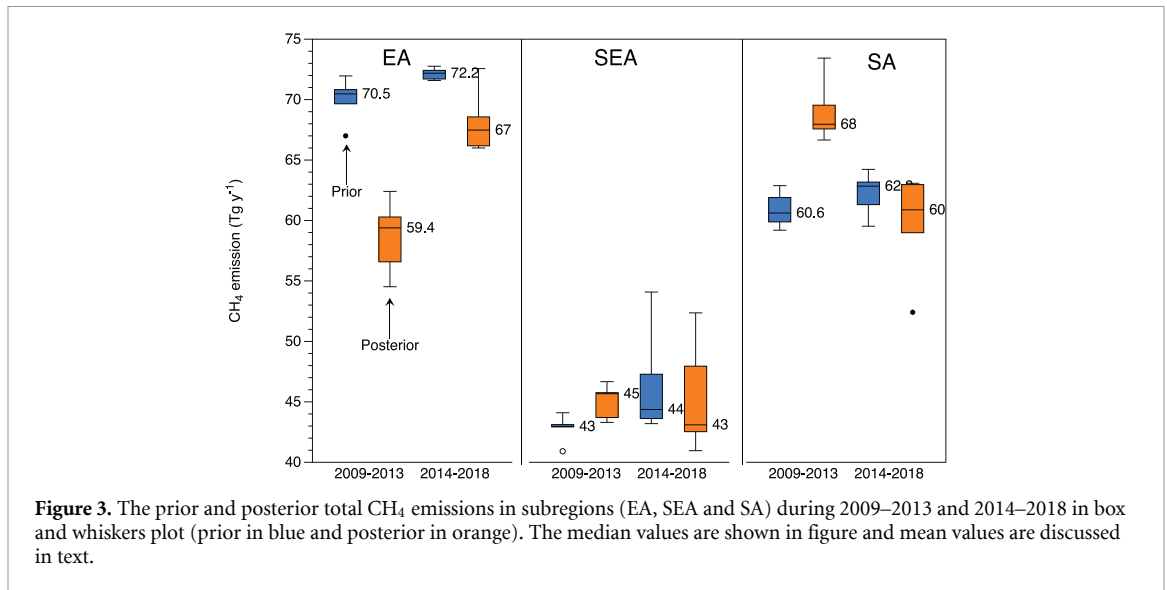 75
70
65
60
55
50
45
40
CH₄ emission (Tg y⁻¹)
EA
SEA
SA
70.5
72.2
67
Prior
59.4
Posterior
43
45
44
43
60.6
68
60
2009-2013 2014-2018
2009-2013 2014-2018
2009-2013 2014-2018
Figure 3. The prior and posterior total CH₄ emissions in subregions (EA, SEA and SA) during 2009–2013 and 2014–2018 in box
and whiskers plot (prior in blue and posterior in orange). The median values are shown in figure and mean values are discussed
in text.